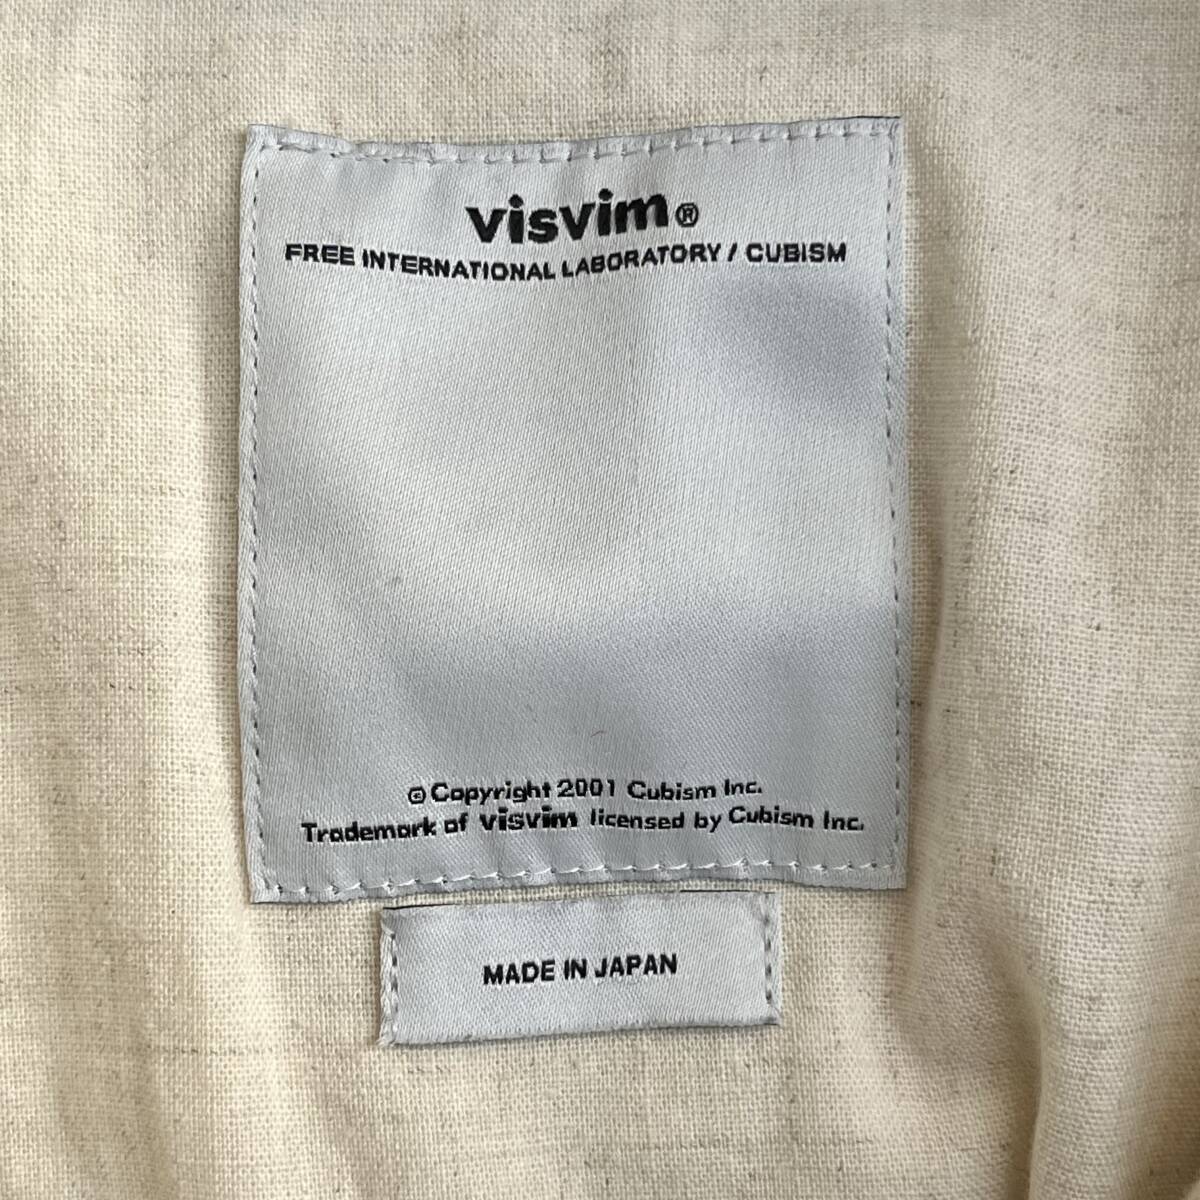 visvim®
FREE INTERNATIONAL LABORATORY / CUBISM
© Copyright 2001 Cubism Inc.
Trademark of visvim licensed by Cubism Inc.
MADE IN JAPAN